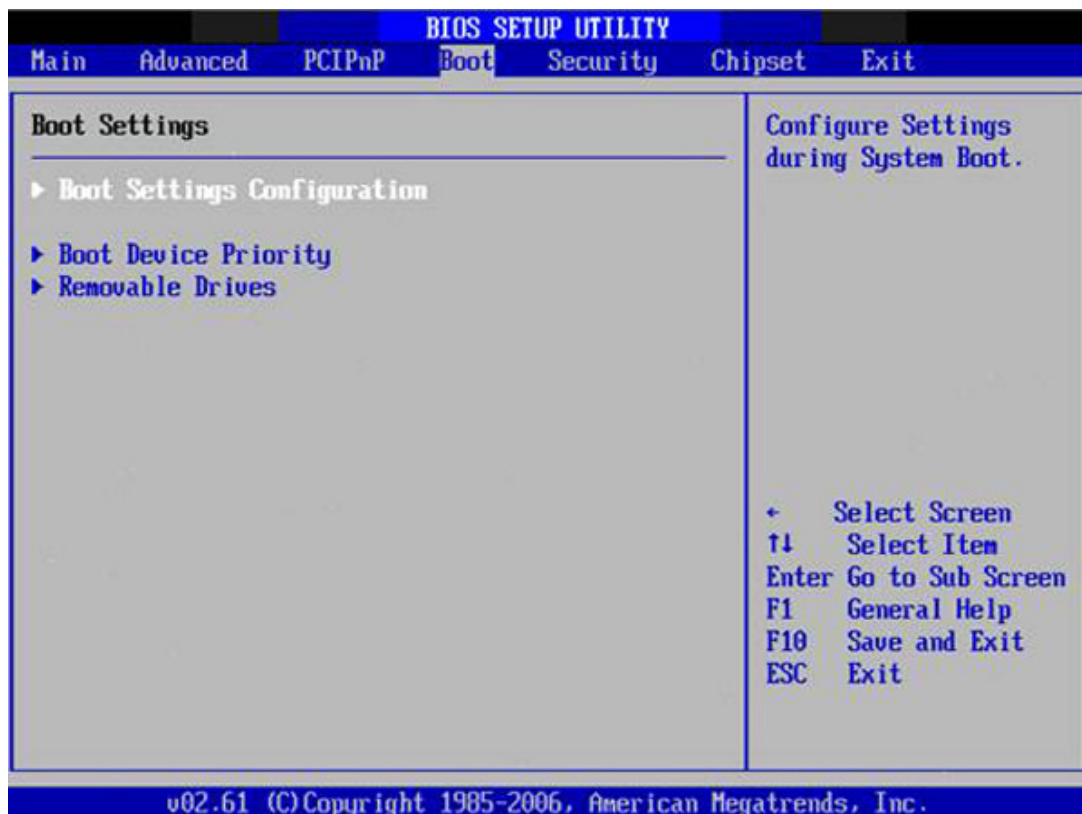 BIOS SETUP UTILITY
Main Advanced PCIPnP Boot Security Chipset Exit
Boot Settings
▶ Boot Settings Configuration
▶ Boot Device Priority
▶ Removable Drives
Configure Settings
during System Boot.
← Select Screen
↑↓ Select Item
Enter Go to Sub Screen
F1 General Help
F10 Save and Exit
ESC Exit
v02.61 (C)Copyright 1985-2006, American Megatrends, Inc.